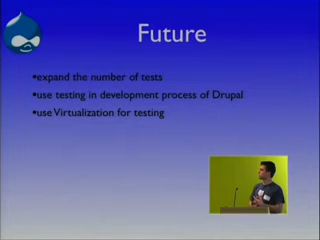 Future
•expand the number of tests
•use testing in development process of Drupal
•use Virtualization for testing